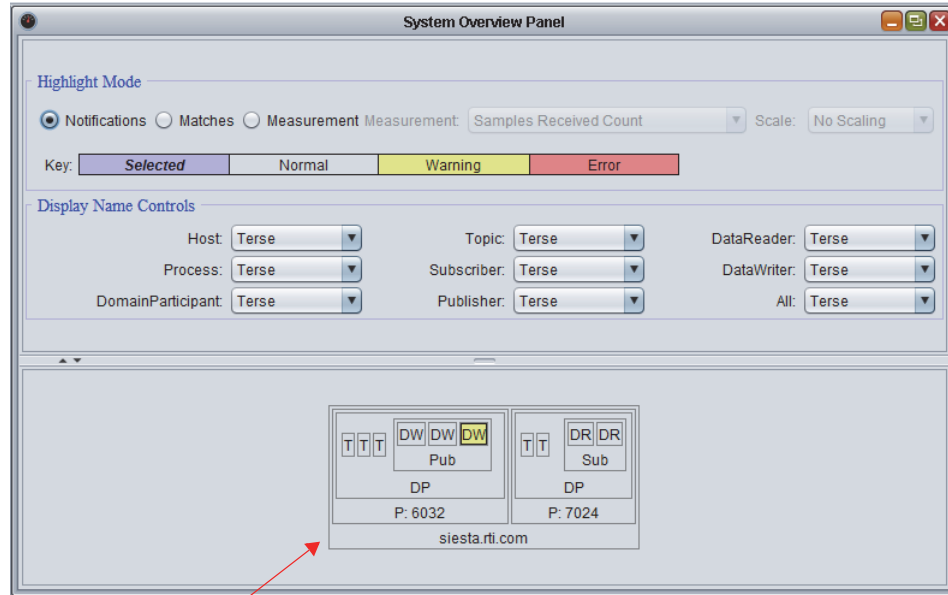 System Overview Panel
Highlight Mode
Notifications Matches Measurement Measurement: Samples Received Count Scale: No Scaling
Key: Selected Normal Warning Error
Display Name Controls
Host: Terse Topic: Terse DataReader: Terse
Process: Terse Subscriber: Terse DataWriter: Terse
DomainParticipant: Terse Publisher: Terse All: Terse
T T T DW DW DW T T DR DR
Pub Sub
DP DP
P: 6032 P: 7024
siesta.rti.com